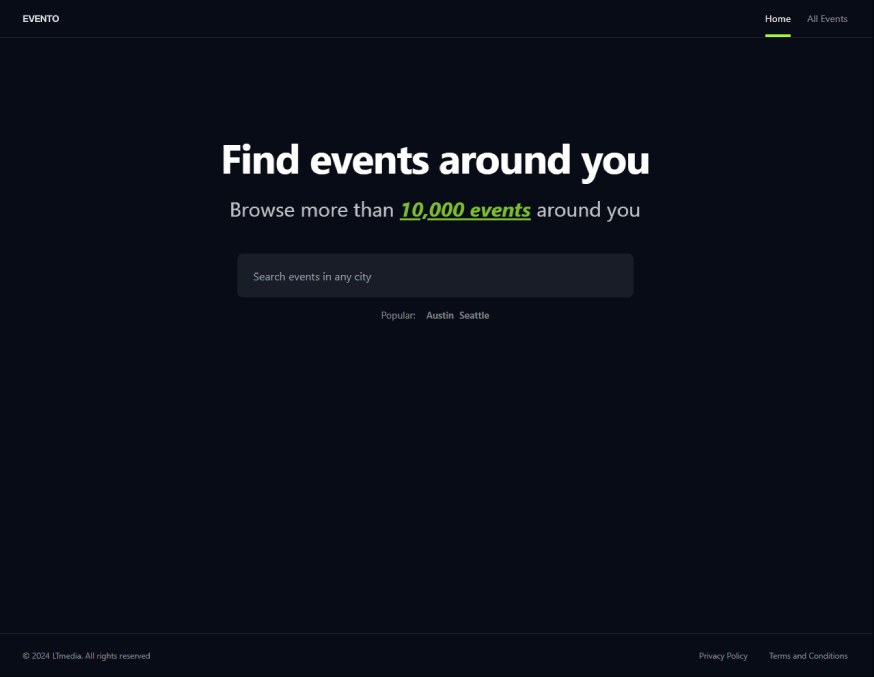 EVENTO
Home All Events
Find events around you
Browse more than 10,000 events around you
Search events in any city
Popular: Austin Seattle
© 2024 LTmedia. All rights reserved
Privacy Policy Terms and Conditions